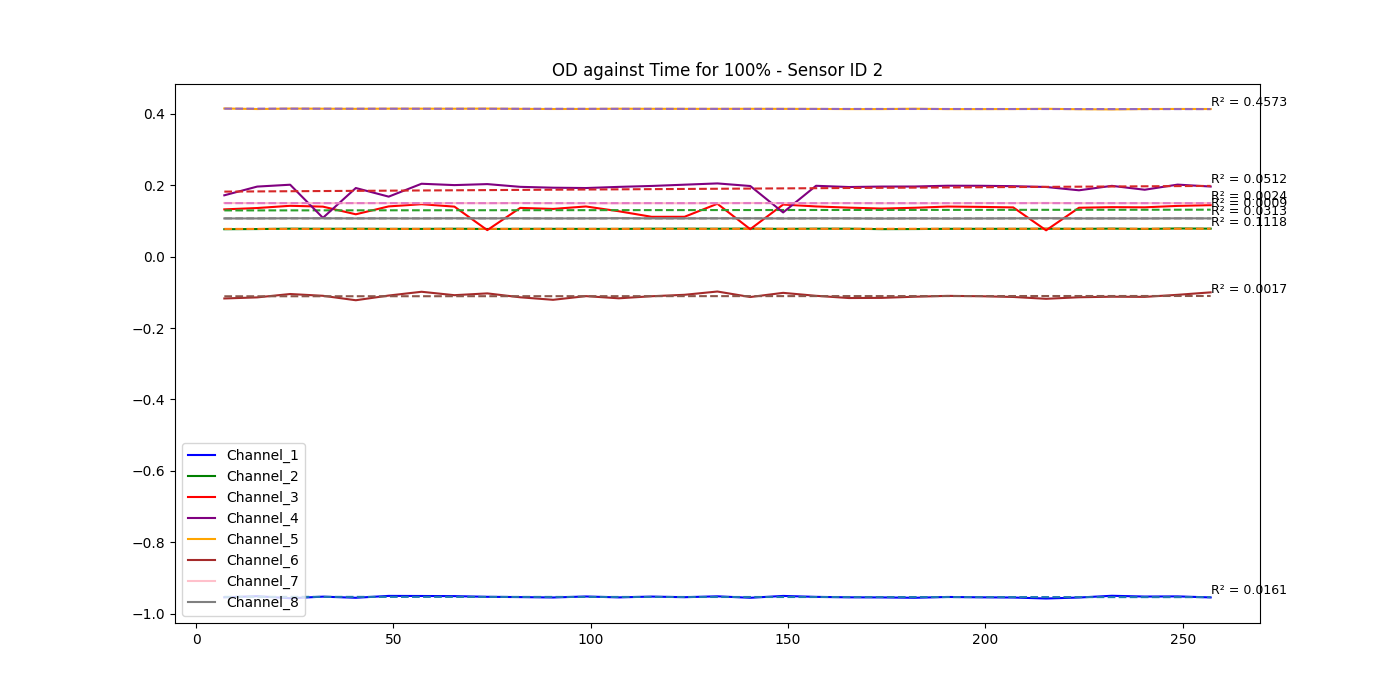 OD against Time for 100% - Sensor ID 2
0.4
0.2
0.0
−0.2
−0.4
−0.6
−0.8
−1.0
0
50
100
150
200
250
R² = 0.4573
R² = 0.0512
R² = 0.0024
R² = 0.0009
R² = 0.0313
R² = 0.1118
R² = 0.0017
R² = 0.0161
Channel_1
Channel_2
Channel_3
Channel_4
Channel_5
Channel_6
Channel_7
Channel_8